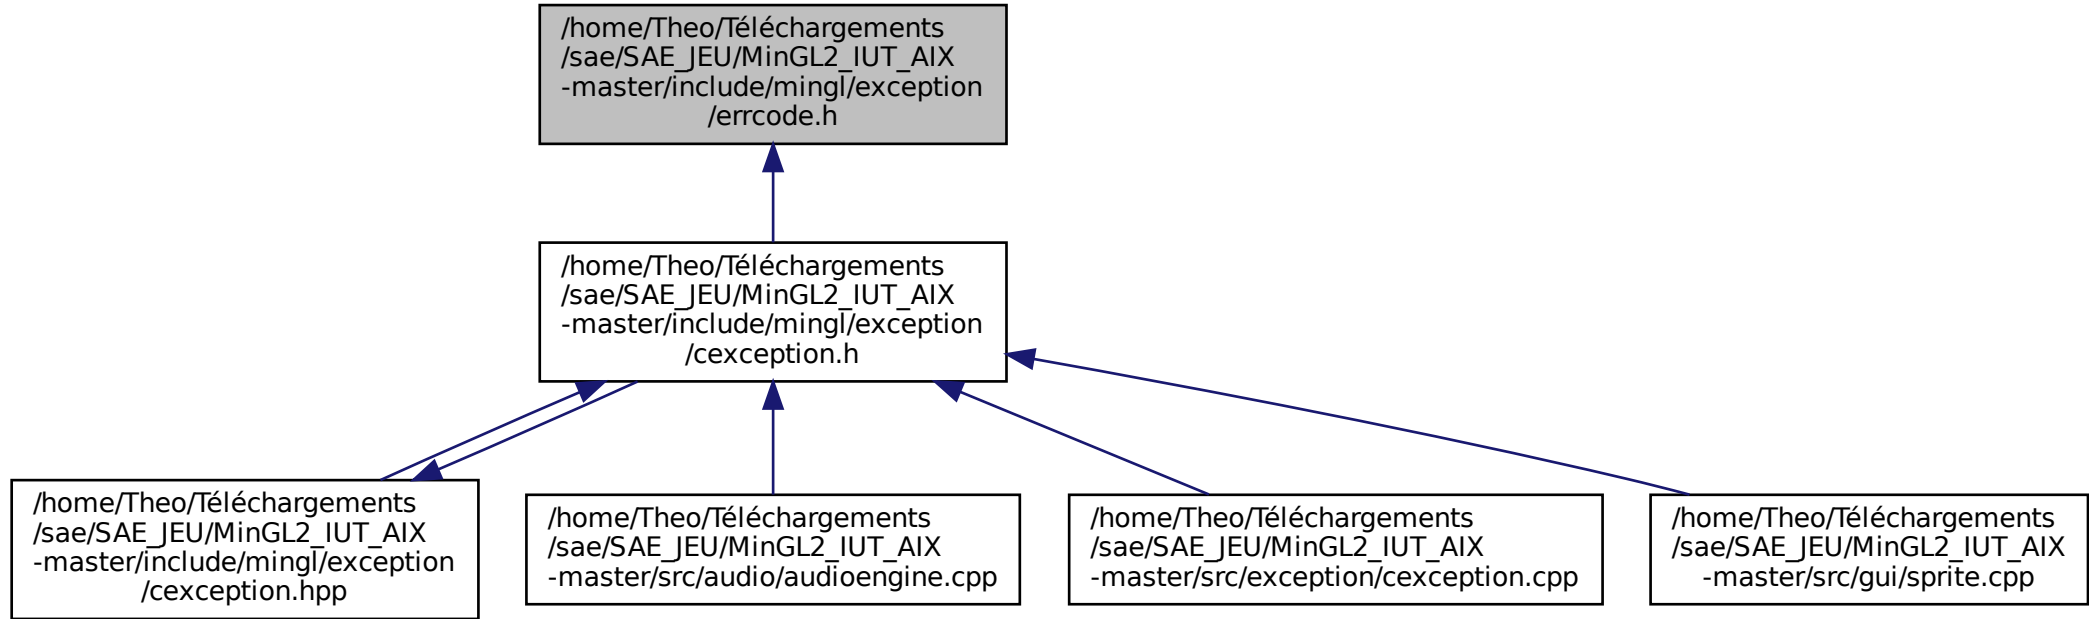 /home/Theo/Téléchargements
/sae/SAE_JEU/MinGL2_IUT_AIX
-master/include/mingl/exception
/errcode.h
/home/Theo/Téléchargements
/sae/SAE_JEU/MinGL2_IUT_AIX
-master/include/mingl/exception
/cexception.h
/home/Theo/Téléchargements
/sae/SAE_JEU/MinGL2_IUT_AIX
-master/include/mingl/exception
/cexception.hpp
/home/Theo/Téléchargements
/sae/SAE_JEU/MinGL2_IUT_AIX
-master/src/audio/audioengine.cpp
/home/Theo/Téléchargements
/sae/SAE_JEU/MinGL2_IUT_AIX
-master/src/exception/cexception.cpp
/home/Theo/Téléchargements
/sae/SAE_JEU/MinGL2_IUT_AIX
-master/src/gui/sprite.cpp